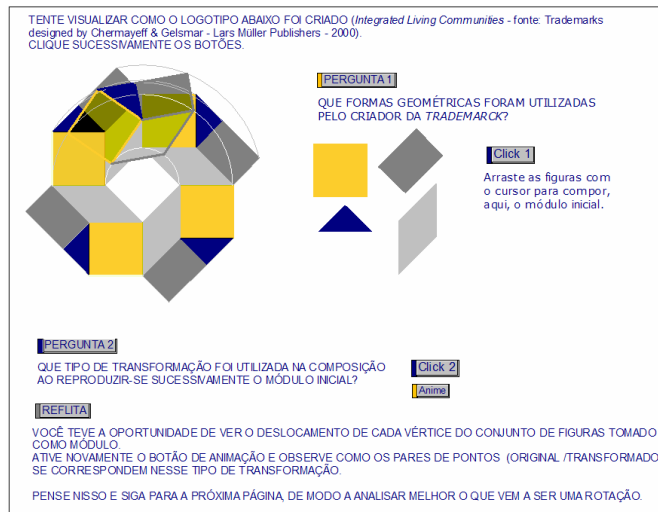 TENTE VISUALIZAR COMO O LOGOTIPO ABAIXO FOI CRIADO (Integrated Living Communities - fonte: Trademarks
designed by Chermayeff & Gelsmar - Lars Müller Publishers - 2000).
CLIQUE SUCESSIVAMENTE OS BOTÕES.
PERGUNTA 1
QUE FORMAS GEOMÉTRICAS FORAM UTILIZADAS
PELO CRIADOR DA TRADEMARCK?
Click 1
Arraste as figuras com
o cursor para compor,
aqui, o módulo inicial.
PERGUNTA 2
QUE TIPO DE TRANSFORMAÇÃO FOI UTILIZADA NA COMPOSIÇÃO
AO REPRODUZIR-SE SUCESSIVAMENTE O MÓDULO INICIAL?
Click 2
Anime
REFLITA
VOCÊ TEVE A OPORTUNIDADE DE VER O DESLOCAMENTO DE CADA VÉRTICE DO CONJUNTO DE FIGURAS TOMADO
COMO MÓDULO.
ATIVE NOVAMENTE O BOTÃO DE ANIMAÇÃO E OBSERVE COMO OS PARES DE PONTOS (ORIGINAL /TRANSFORMADO
SE CORRESPONDEM NESSE TIPO DE TRANSFORMAÇÃO.
PENSE NISSO E SIGA PARA A PRÓXIMA PÁGINA, DE MODO A ANALISAR MELHOR O QUE VEM A SER UMA ROTAÇÃO.